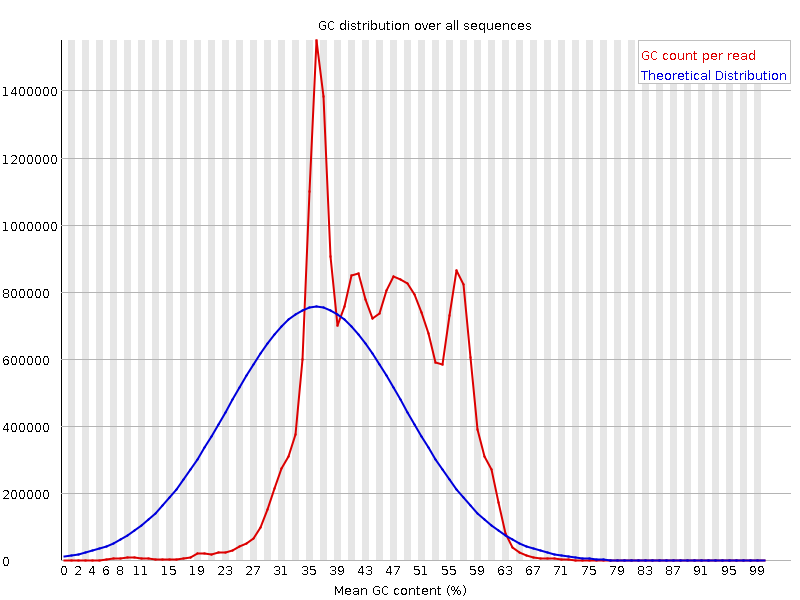 GC distribution over all sequences
GC count per read
Theoretical Distribution
1400000
1200000
1000000
800000
600000
400000
200000
0
0 2 4 6 8 11 15 19 23 27 31 35 39 43 47 51 55 59 63 67 71 75 79 83 87 91 95 99
Mean GC content (%)